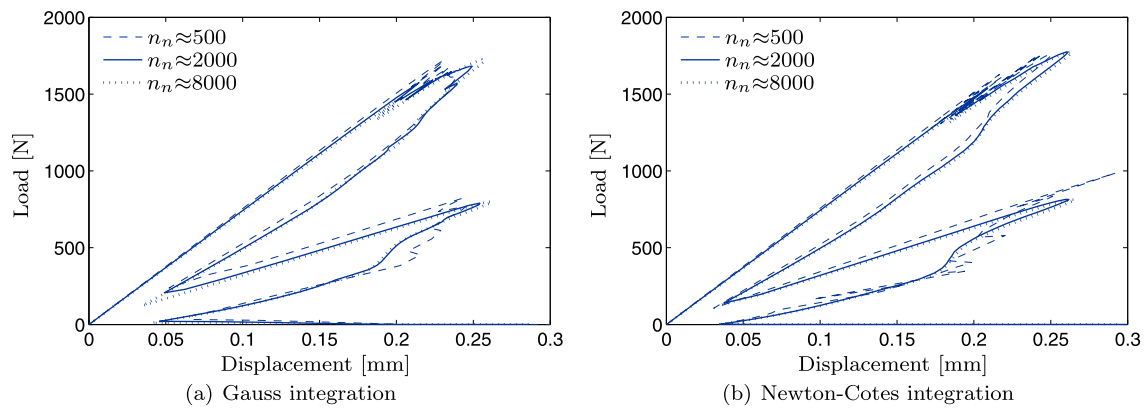 2000
1500
1000
500
0
Load [N]
n_n≈500
n_n≈2000
n_n≈8000
0 0.05 0.1 0.15 0.2 0.25 0.3
Displacement [mm]
(a) Gauss integration
2000
1500
1000
500
0
Load [N]
n_n≈500
n_n≈2000
n_n≈8000
0 0.05 0.1 0.15 0.2 0.25 0.3
Displacement [mm]
(b) Newton-Cotes integration